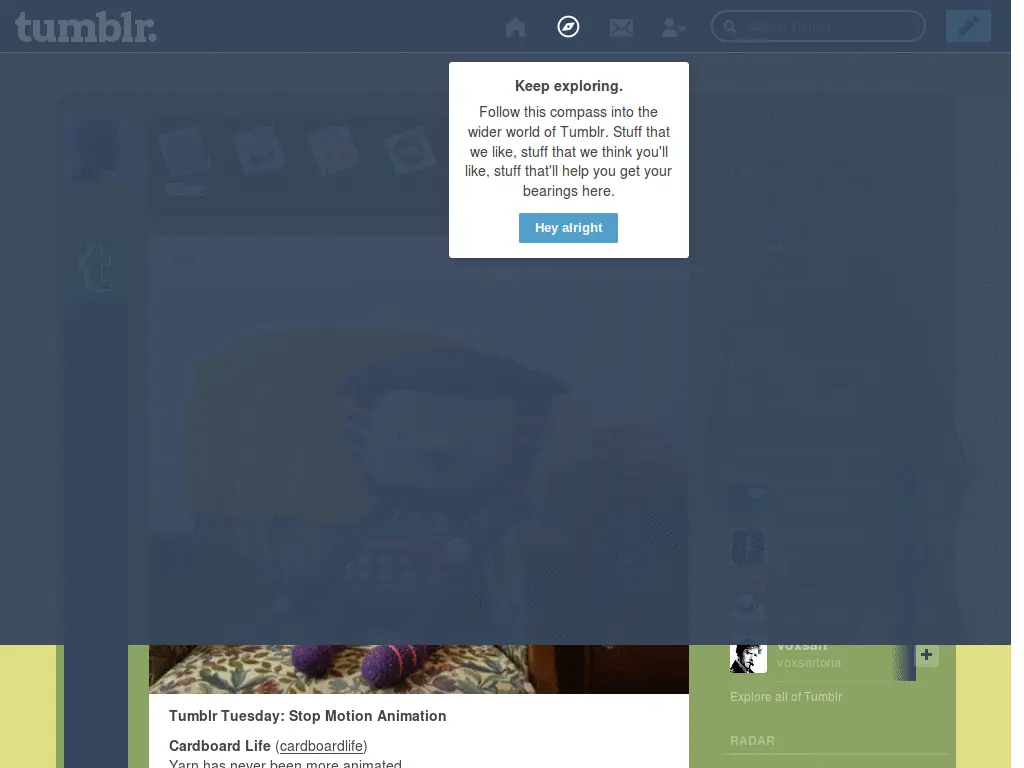 tumblr.
Search Tumblr
Keep exploring.
Follow this compass into the
wider world of Tumblr. Stuff that
we like, stuff that we think you'll
like, stuff that'll help you get your
bearings here.
Hey alright
voxsart
voxsartoria
Explore all of Tumblr
RADAR
Tumblr Tuesday: Stop Motion Animation
Cardboard Life (cardboardlife)
Yarn has never been more animated.